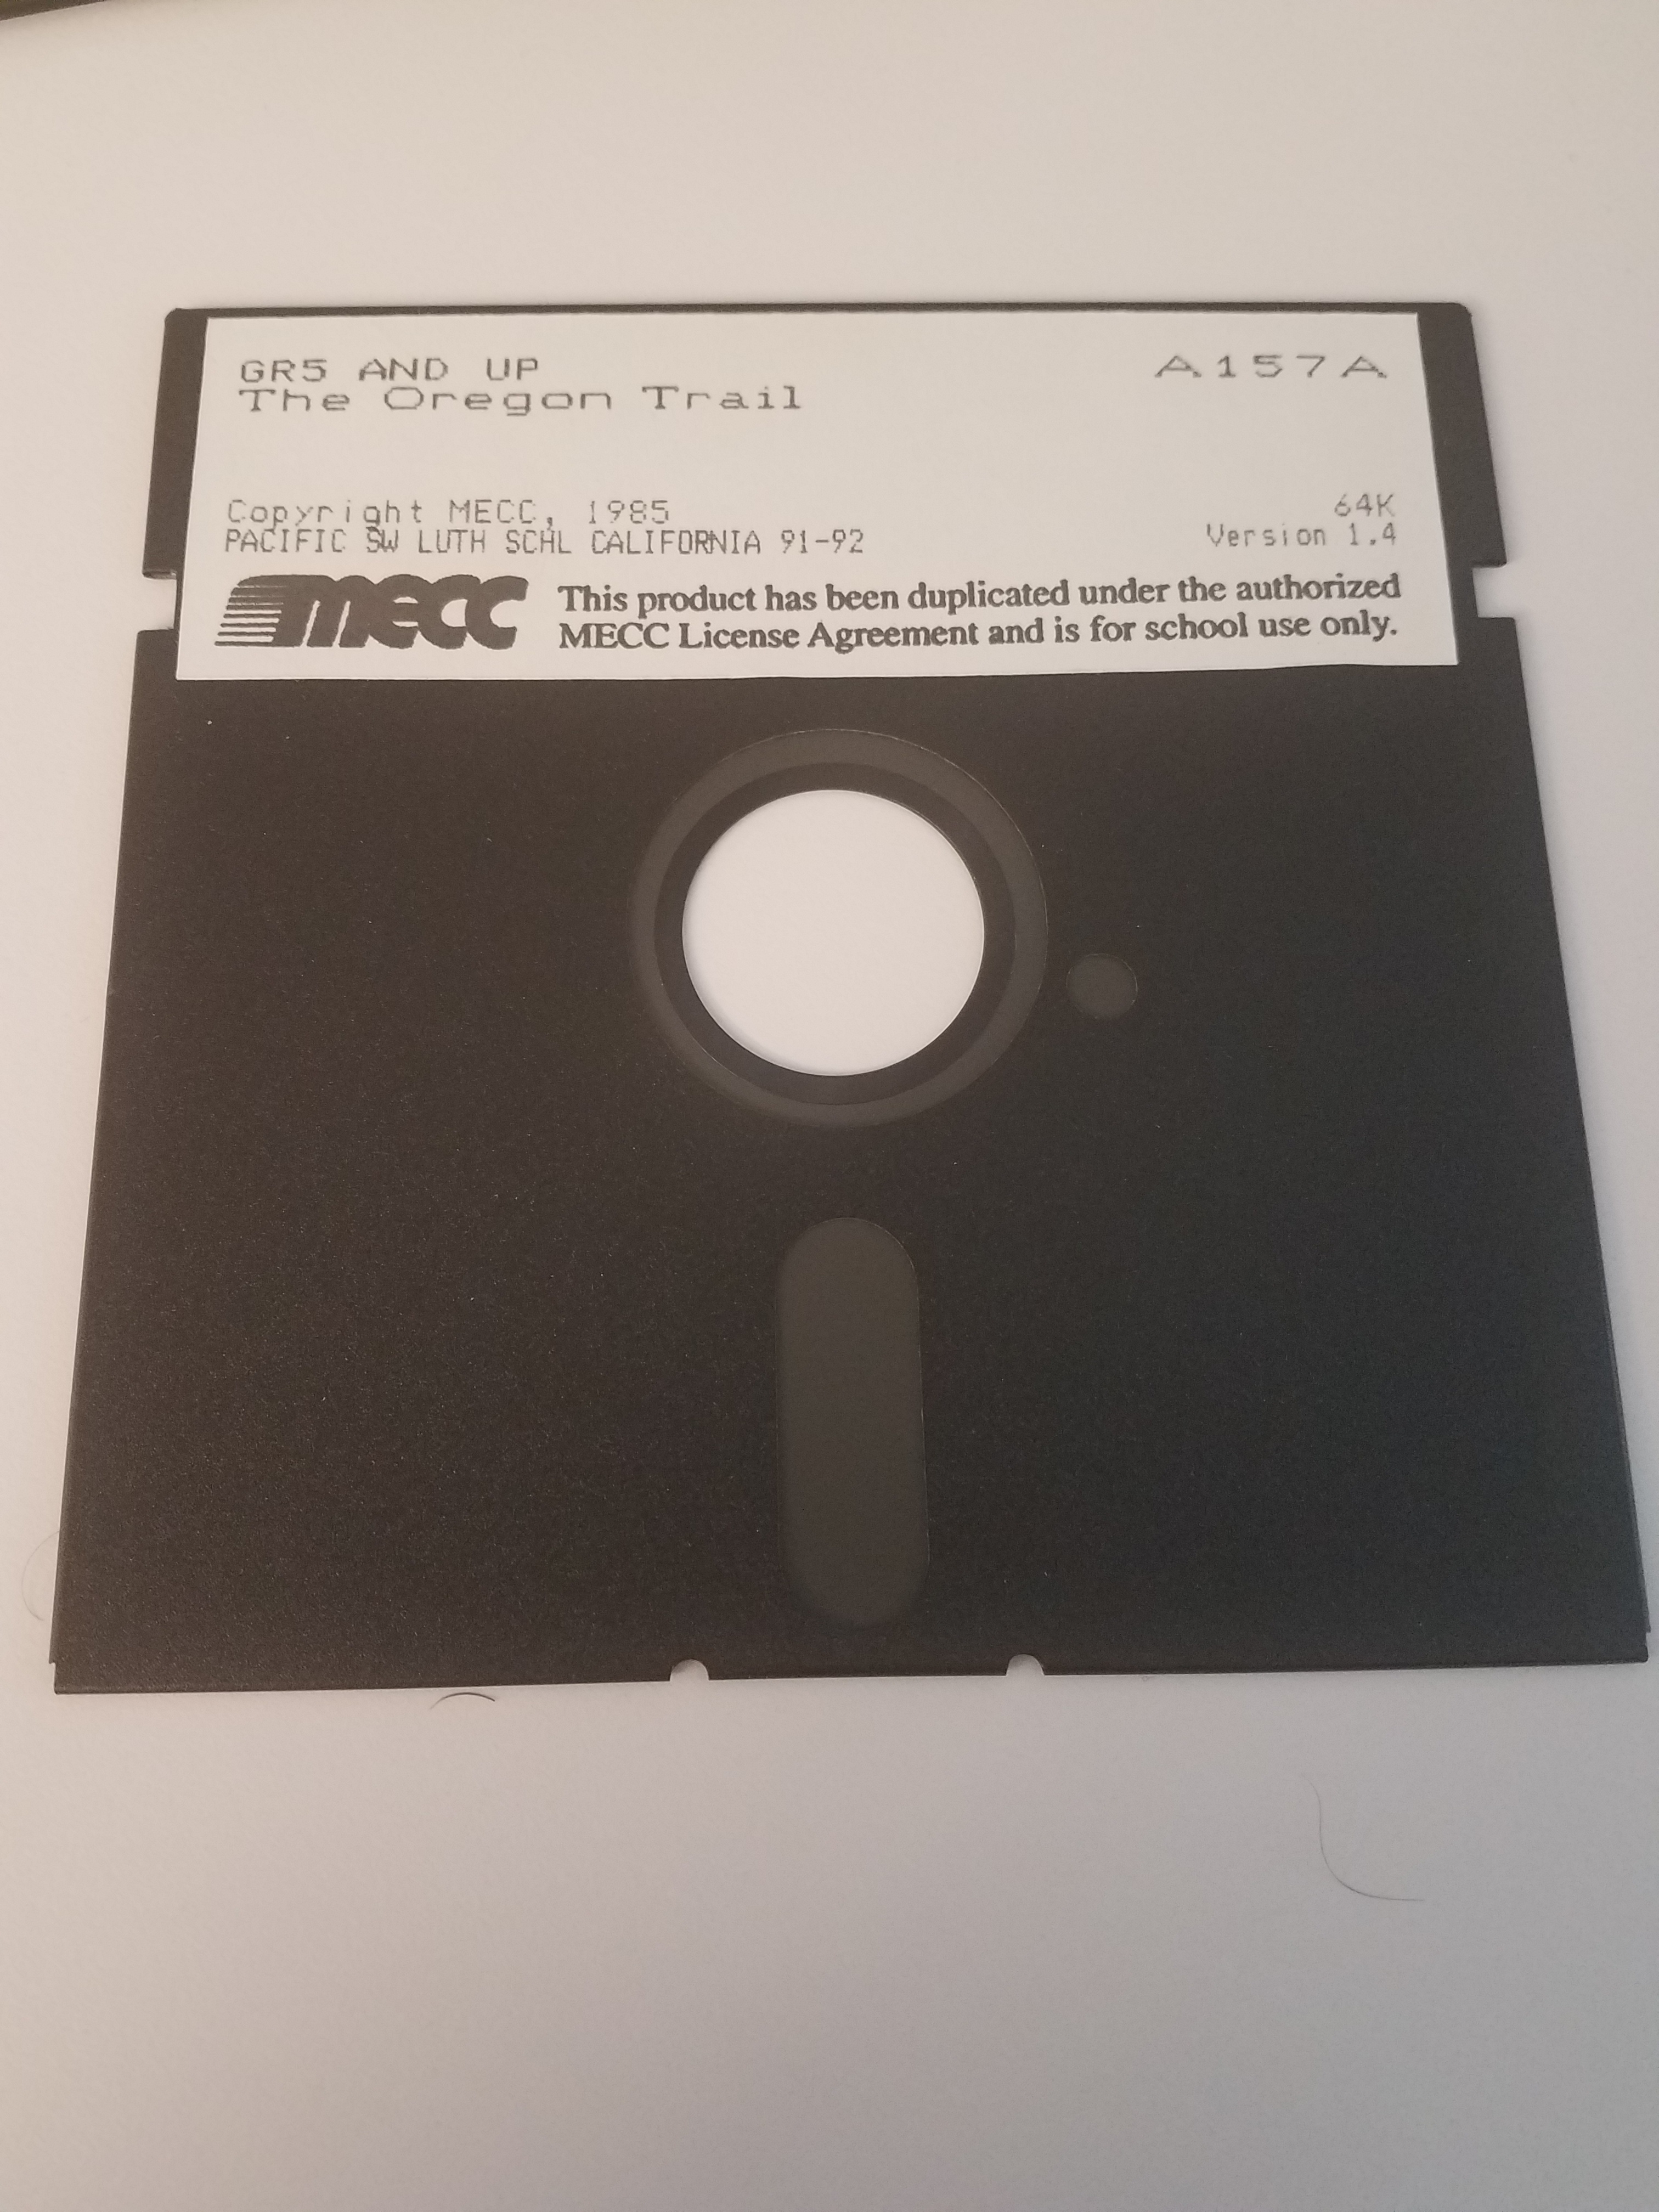 GR5 AND UP A157A
The Oregon Trail
Copyright MECC, 1985 64K
PACIFIC SW LUTH SCHL CALIFORNIA 91-92 Version 1.4
mecc This product has been duplicated under the authorized
MECC License Agreement and is for school use only.